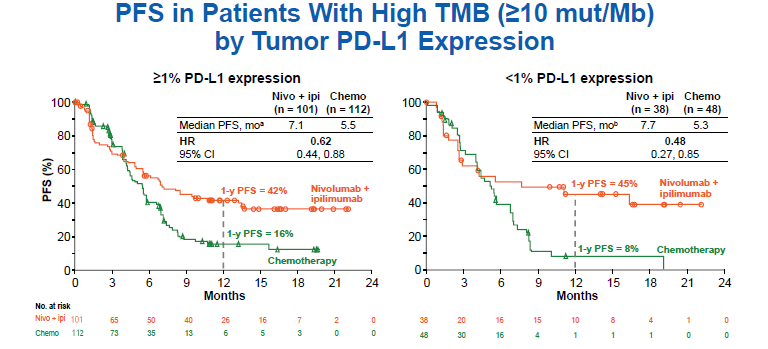 PFS in Patients With High TMB (≥10 mut/Mb)
by Tumor PD-L1 Expression
≥1% PD-L1 expression
Nivo + ipi Chemo
(n = 101) (n = 112)
Median PFS, moᵃ 7.1 5.5
HR 0.62
95% CI 0.44, 0.88
PFS (%)
100
80
60
40
20
0
1-y PFS = 42%
Nivolumab +
ipilimumab
1-y PFS = 16%
Chemotherapy
0 3 6 9 12 15 18 21 24
Months
No. at risk
Nivo + ipi 101 65 50 40 26 16 7 2 0
Chemo 112 73 35 13 6 5 3 0 0
<1% PD-L1 expression
Nivo + ipi Chemo
(n = 38) (n = 48)
Median PFS, moᵇ 7.7 5.3
HR 0.48
95% CI 0.27, 0.85
100
80
60
40
20
0
1-y PFS = 45%
Nivolumab +
ipilimumab
1-y PFS = 8%
Chemotherapy
0 3 6 9 12 15 18 21 24
Months
38 20 16 15 10 8 4 1 0
48 30 16 4 1 1 1 0 0